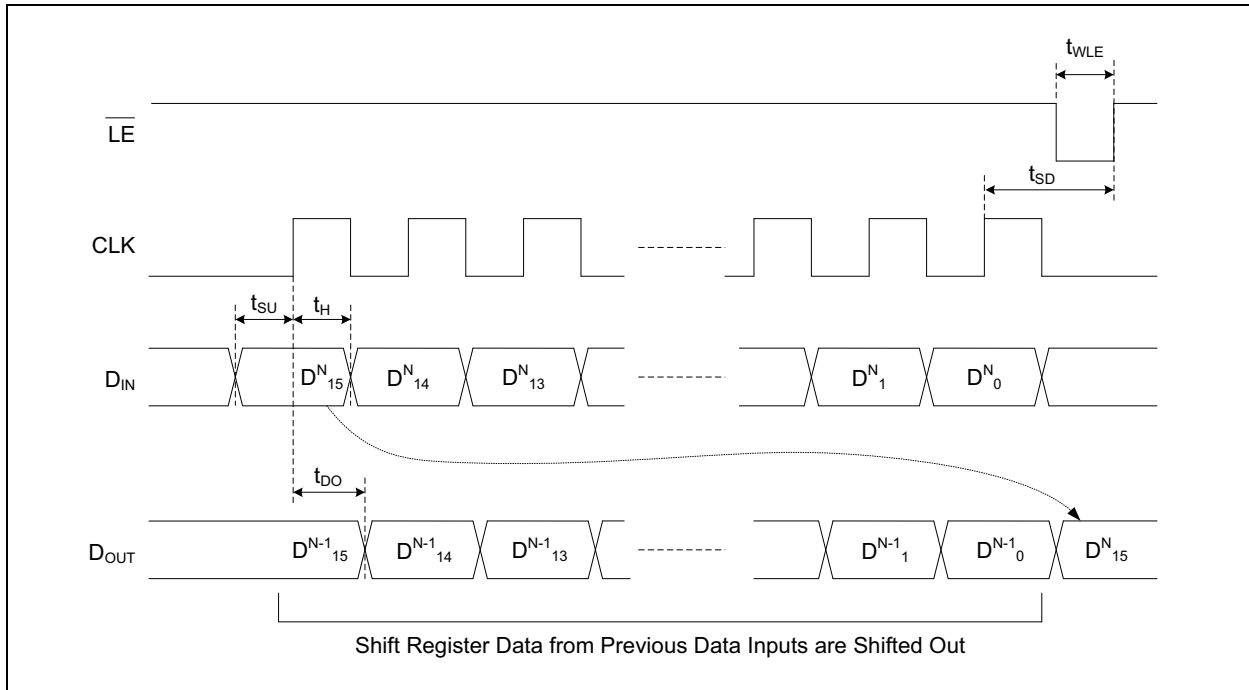 tWLE
LE
tSD
CLK
tSU
tH
DIN
DN15
DN14
DN13
DN1
DN0
tDO
DOUT
DN-115
DN-114
DN-113
DN-11
DN-10
DN15
Shift Register Data from Previous Data Inputs are Shifted Out